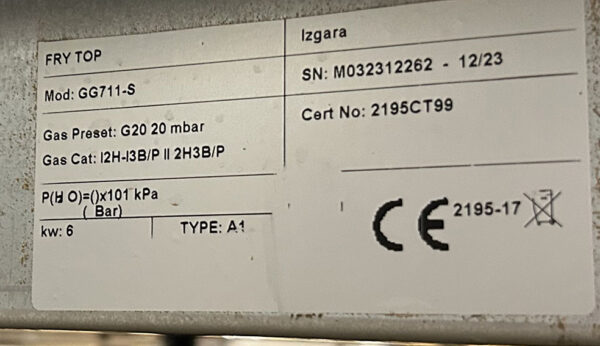 FRY TOP
Izgara
Mod: GG711-S
SN: M032312262 - 12/23
Gas Preset: G20 20 mbar
Cert No: 2195CT99
Gas Cat: I2H-I3B/P II 2H3B/P
P(H O)=()x101 kPa
( Bar)
kw: 6
TYPE: A1
CE 2195-17